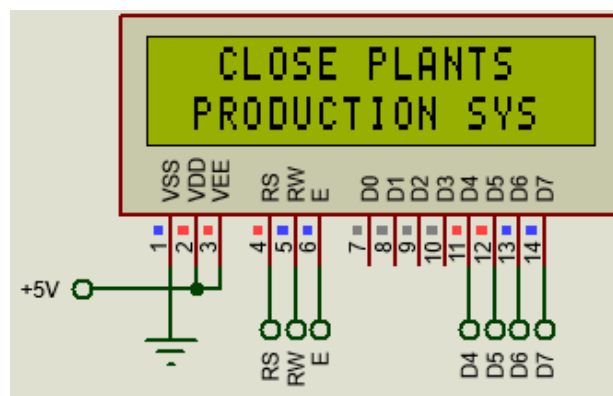 CLOSE PLANTS
PRODUCTION SYS
VSS VDD VEE RS RW E D0 D1 D2 D3 D4 D5 D6 D7
1 2 3 4 5 6 7 8 9 10 11 12 13 14
+5V
RS RW E D4 D5 D6 D7